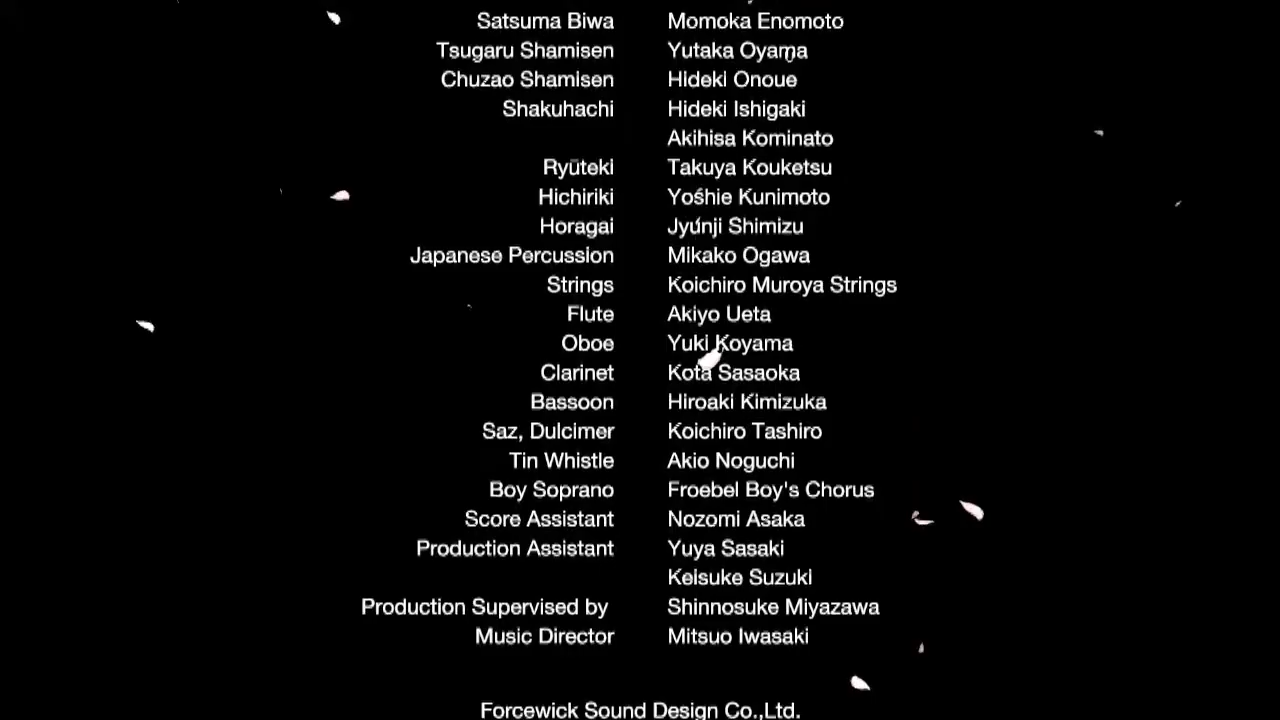 Satsuma Biwa Momoka Enomoto
Tsugaru Shamisen Yutaka Oyama
Chuzao Shamisen Hideki Onoue
Shakuhachi Hideki Ishigaki
Akihisa Kominato
Ryūteki Takuya Kouketsu
Hichiriki Yoshie Kunimoto
Horagai Jyunji Shimizu
Japanese Percussion Mikako Ogawa
Strings Koichiro Muroya Strings
Flute Akiyo Ueta
Oboe Yuki Koyama
Clarinet Kota Sasaoka
Bassoon Hiroaki Kimizuka
Saz, Dulcimer Koichiro Tashiro
Tin Whistle Akio Noguchi
Boy Soprano Froebel Boy's Chorus
Score Assistant Nozomi Asaka
Production Assistant Yuya Sasaki
Keisuke Suzuki
Production Supervised by Shinnosuke Miyazawa
Music Director Mitsuo Iwasaki
Forcewick Sound Design Co.,Ltd.